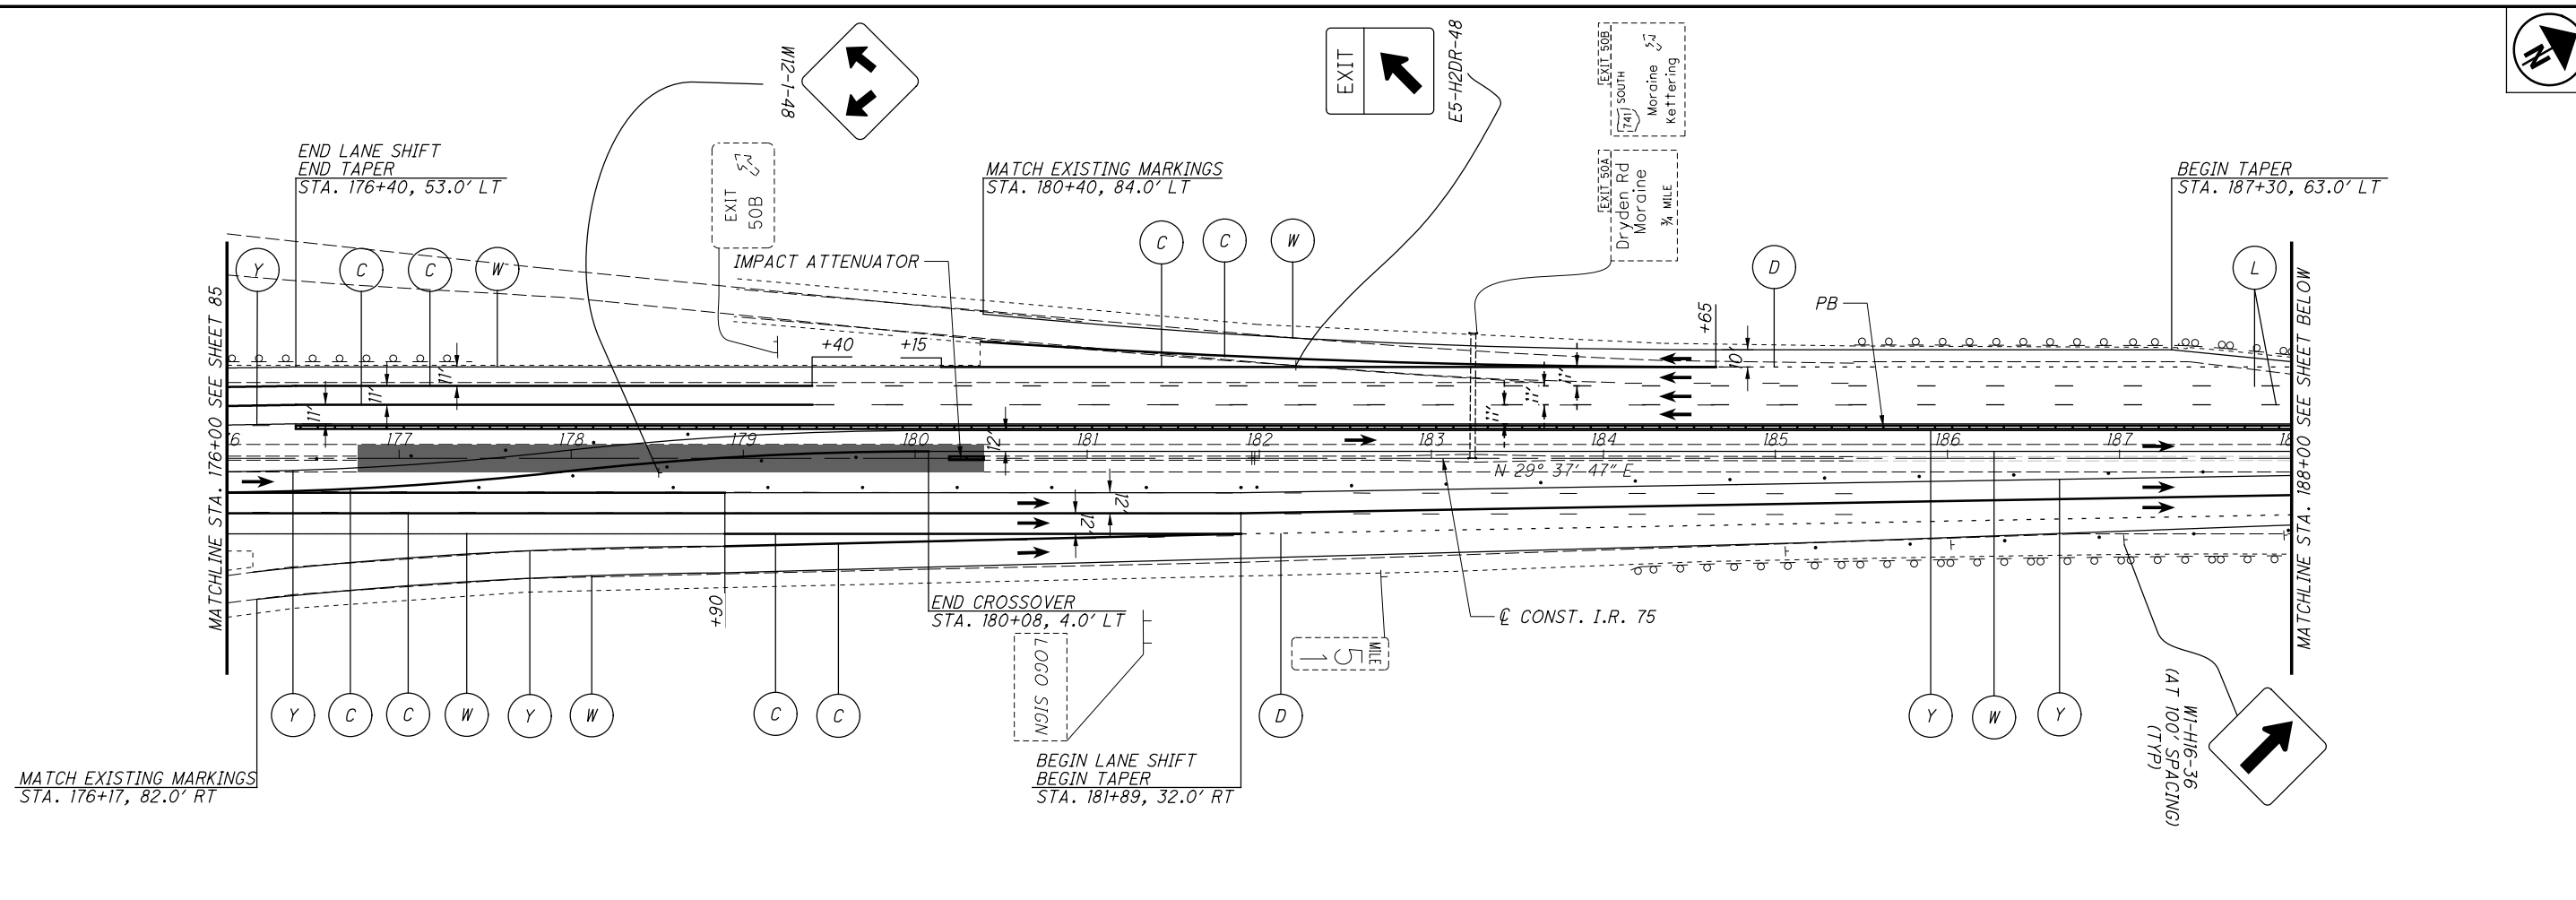 W12-1-48
EXIT
E5-H2DR-48
EXIT 50B
741 SOUTH
Moraine
Kettering
N
END LANE SHIFT
END TAPER
STA. 176+40, 53.0' LT
EXIT
50B
MATCH EXISTING MARKINGS
STA. 180+40, 84.0' LT
EXIT 50A
Dryden Rd
Moraine
¾ MILE
BEGIN TAPER
STA. 187+30, 63.0' LT
IMPACT ATTENUATOR
Y
C
C
W
C
C
W
D
PB
L
MATCHLINE STA. 176+00 SEE SHEET 85
+40
+15
+65
10'
11'
11'
11'
11'
11'
11'
12'
6
177
178
179
180
181
182
183
184
185
186
187
18
N 29° 37' 47" E
12'
12'
MATCHLINE STA. 188+00 SEE SHEET BELOW
+90
END CROSSOVER
STA. 180+08, 4.0' LT
LOGO SIGN
MILE
51
℄ CONST. I.R. 75
Y
C
C
W
Y
W
C
C
D
Y
W
Y
W1-H16-36
(AT 100' SPACING)
(TYP)
MATCH EXISTING MARKINGS
STA. 176+17, 82.0' RT
BEGIN LANE SHIFT
BEGIN TAPER
STA. 181+89, 32.0' RT